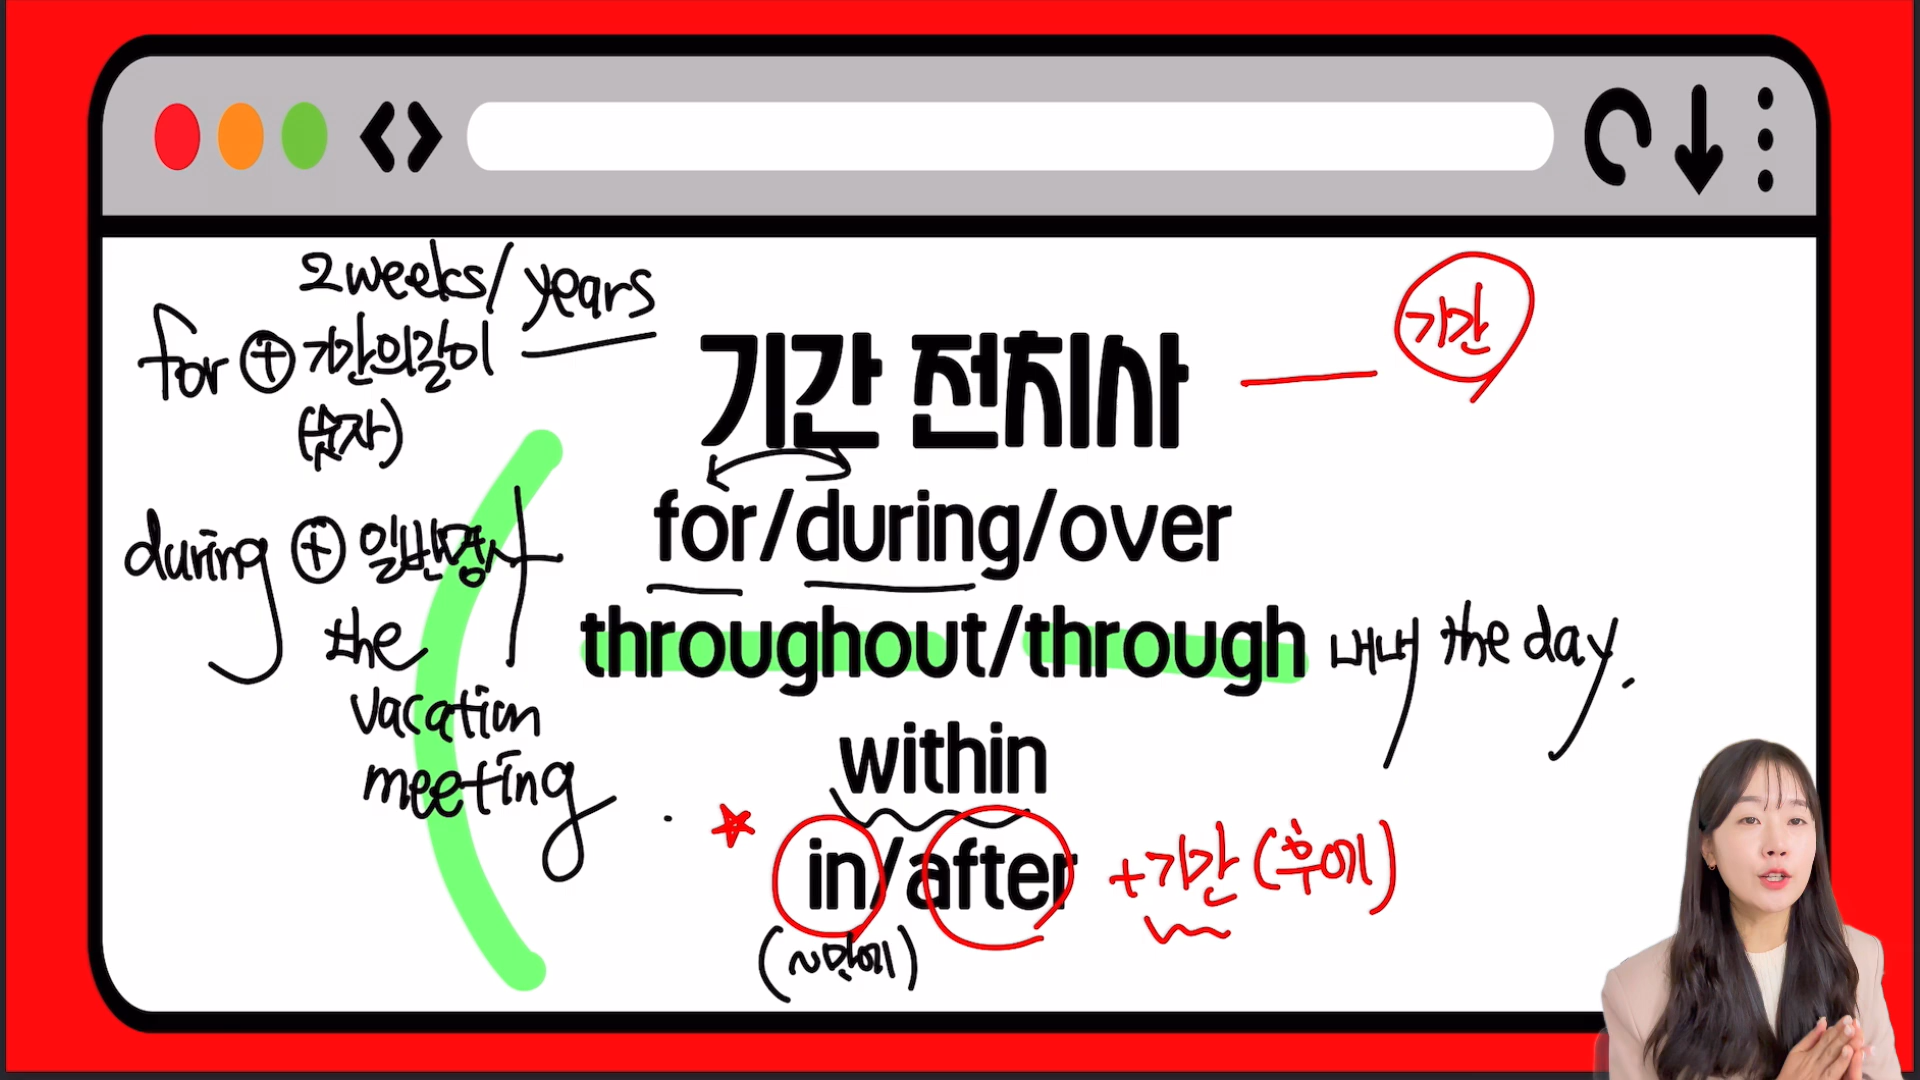 2weeks/years
for + 기간의길이
(숫자)
during + 일반명사
the
vacation
meeting
기간 전치사
for/during/over
throughout/through
within
in/after
(~만에)
기간
내내 the day.
+기간 (후에)